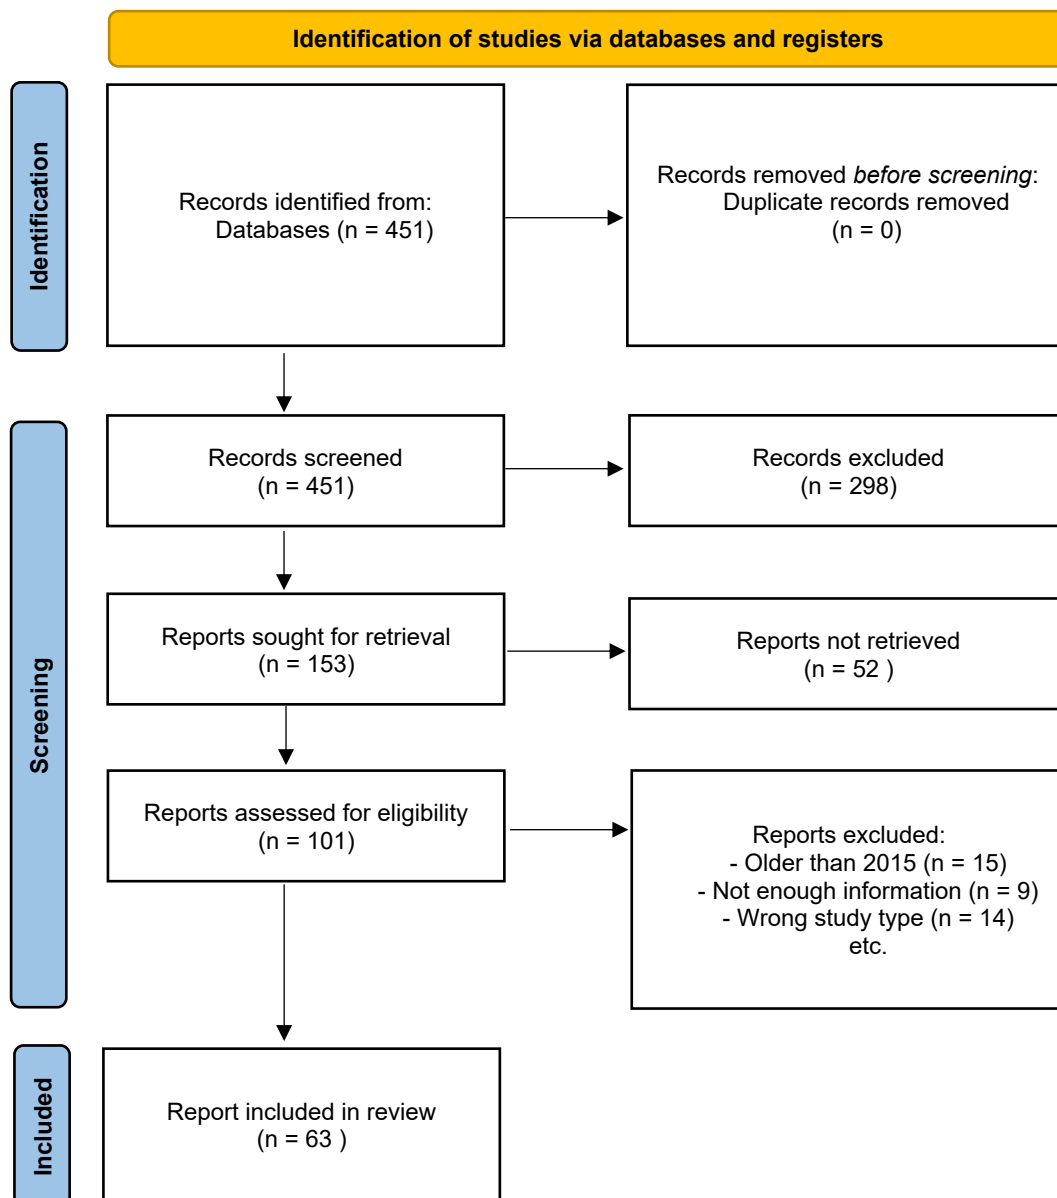 Identification of studies via databases and registers
Identification
Records identified from:
Databases (n = 451)
Records removed before screening:
Duplicate records removed
(n = 0)
Screening
Records screened
(n = 451)
Records excluded
(n = 298)
Reports sought for retrieval
(n = 153)
Reports not retrieved
(n = 52 )
Reports assessed for eligibility
(n = 101)
Reports excluded:
- Older than 2015 (n = 15)
- Not enough information (n = 9)
- Wrong study type (n = 14)
etc.
Included
Report included in review
(n = 63 )